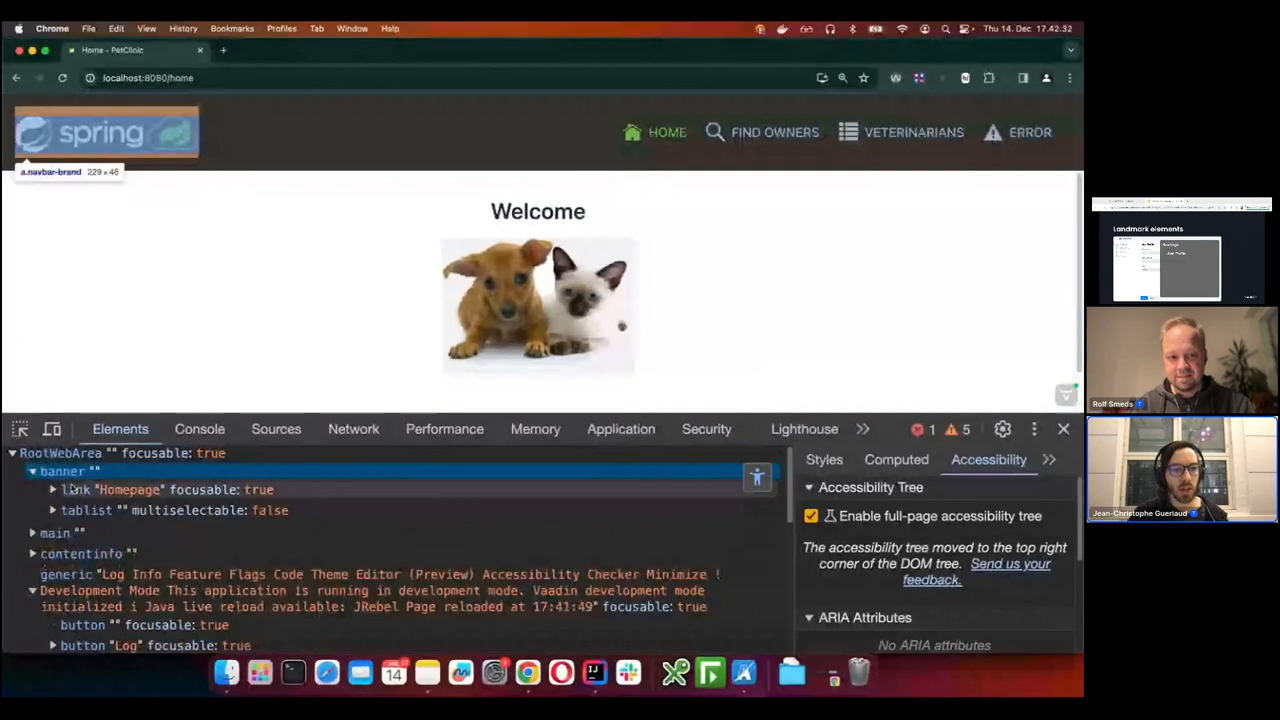 Chrome File Edit View History Bookmarks Profiles Tab Window Help Thu 14. Dec 17.42.32
Home - PetClinic
localhost:8080/home
spring
HOME FIND OWNERS VETERINARIANS ERROR
a.navbar-brand 229 × 46
Welcome
Landmark elements
Rolf Smeds T
Jean-Christophe Gueriaud T
Elements Console Sources Network Performance Memory Application Security Lighthouse 1 5
RootWebArea "" focusable: true
banner ""
link "Homepage" focusable: true
tablist "" multiselectable: false
main ""
contentinfo ""
generic "Log Info Feature Flags Code Theme Editor (Preview) Accessibility Checker Minimize !
Development Mode This application is running in development mode. Vaadin development mode
initialized i Java live reload available: JRebel Page reloaded at 17:41:49" focusable: true
button "" focusable: true
button "Log" focusable: true
Styles Computed Accessibility
Accessibility Tree
Enable full-page accessibility tree
The accessibility tree moved to the top right
corner of the DOM tree. Send us your
feedback.
ARIA Attributes
No ARIA attributes
14